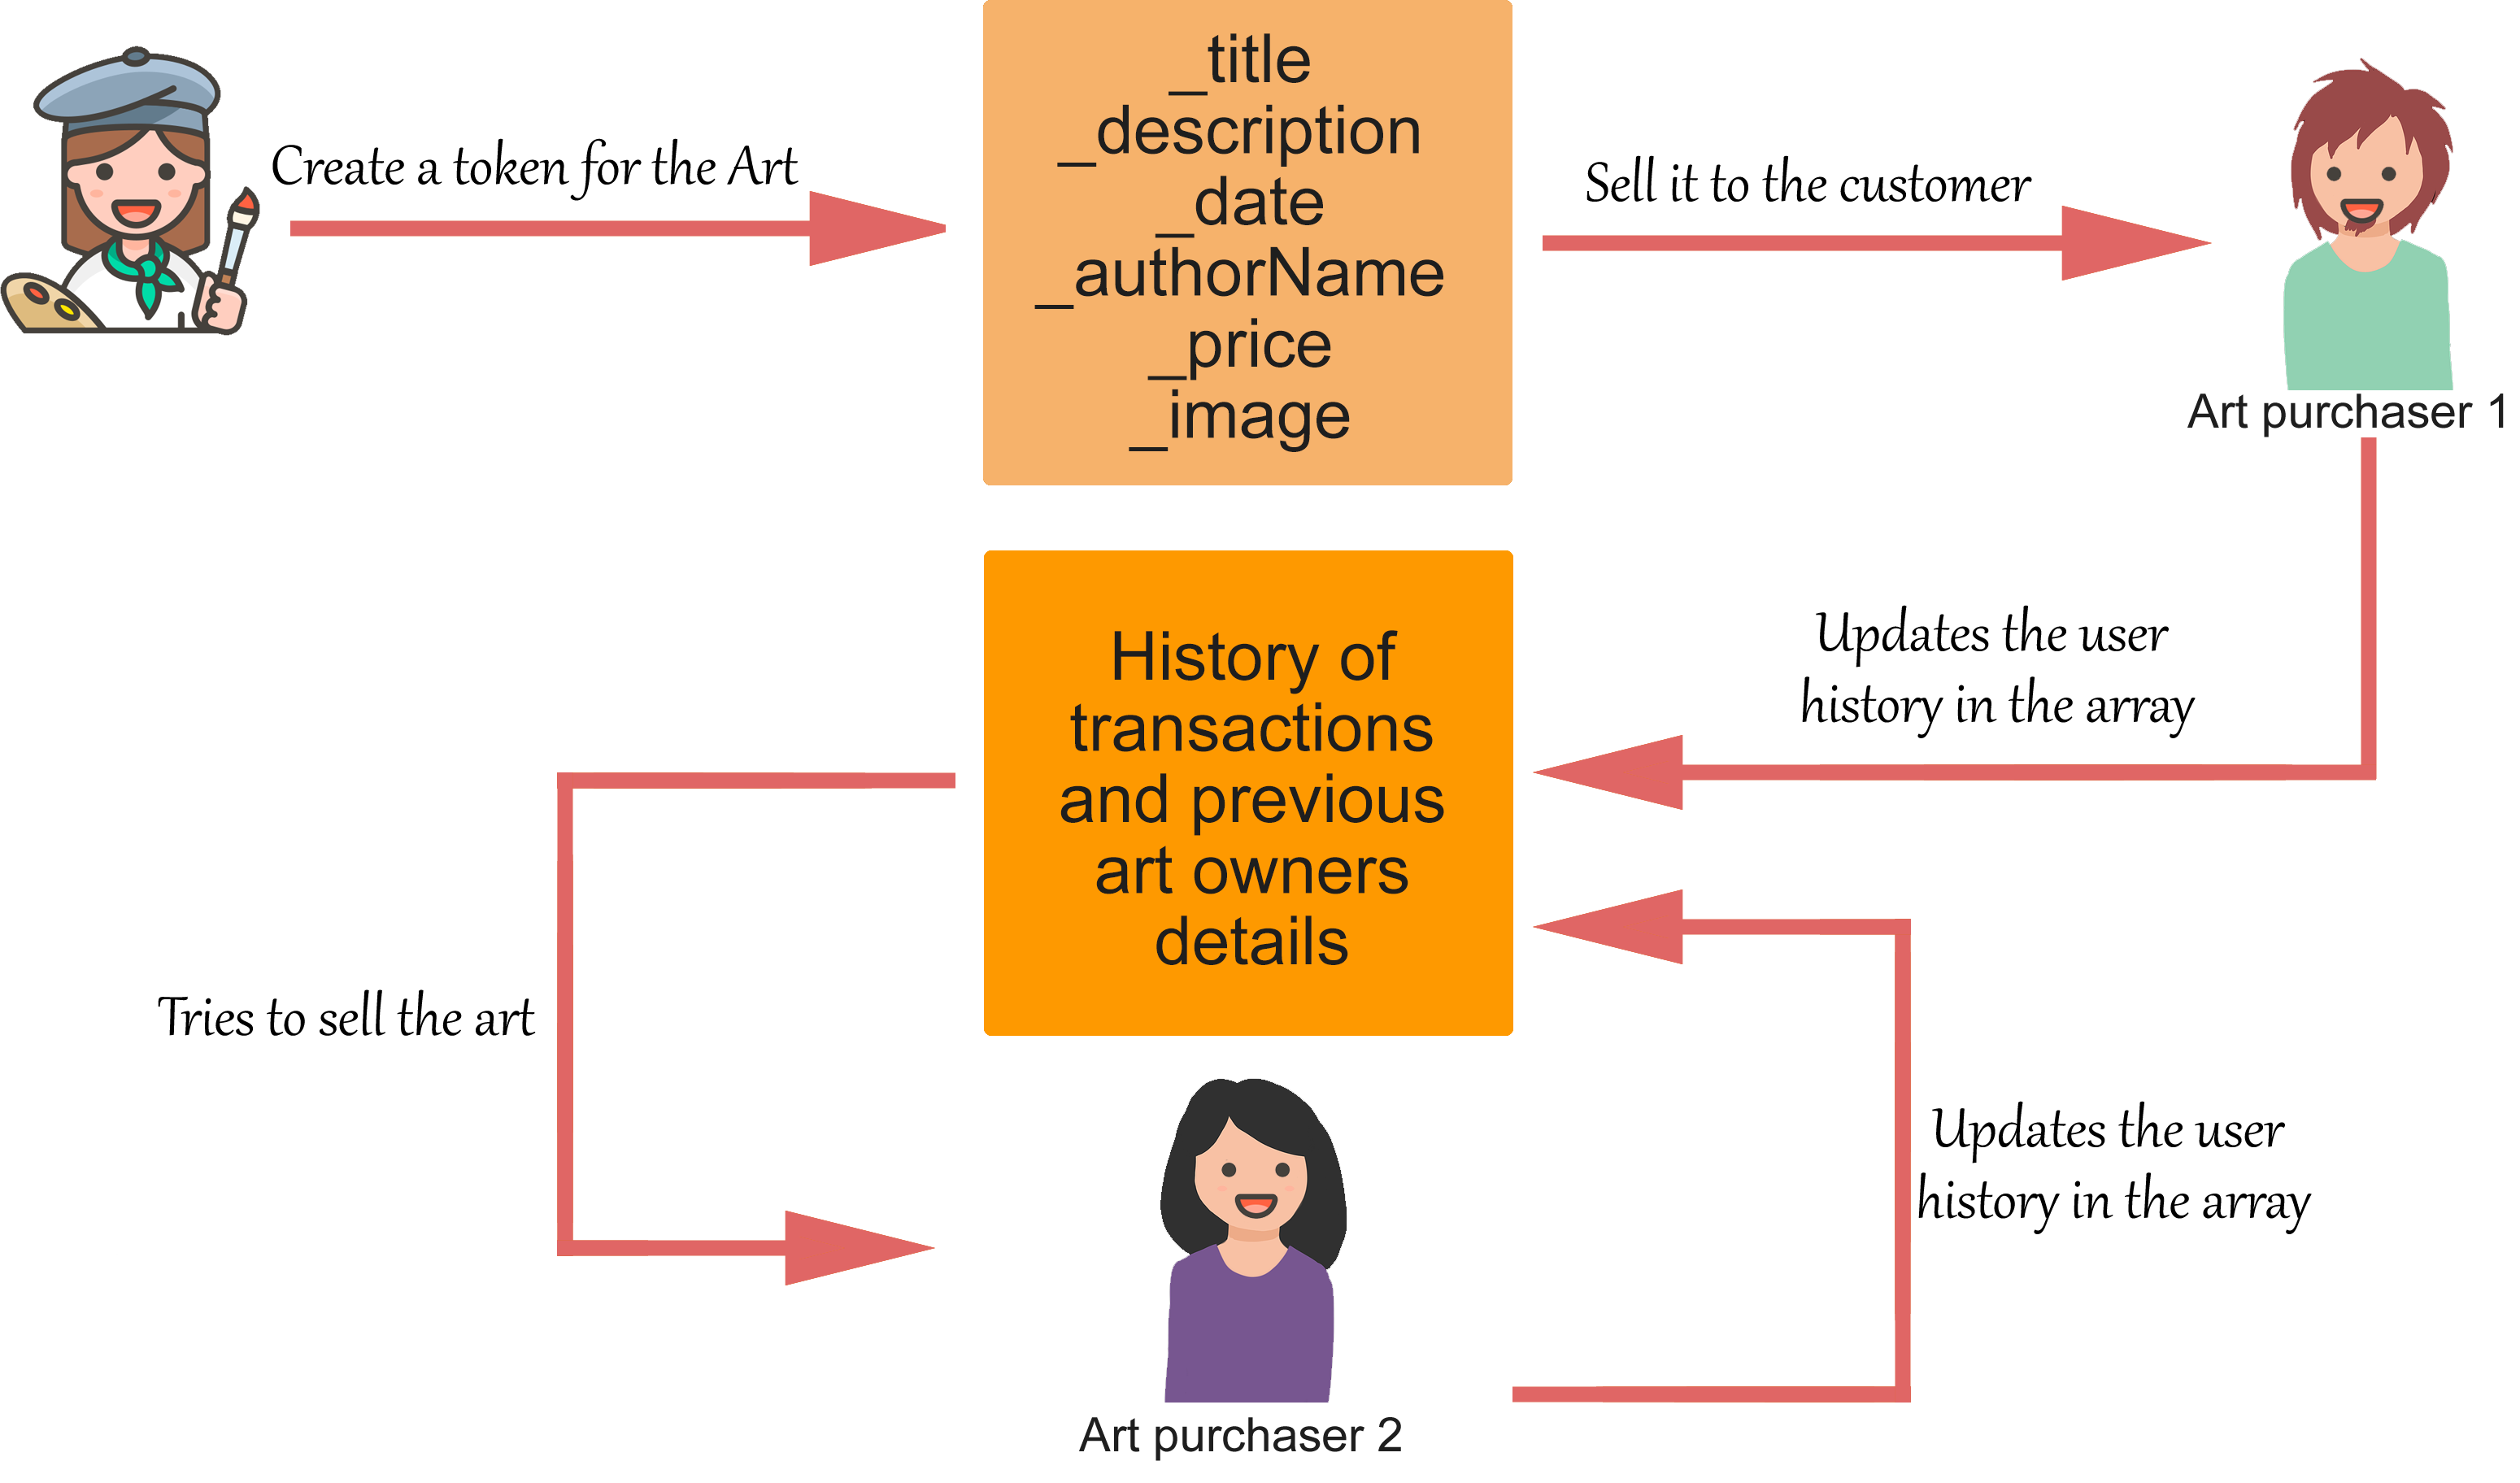 Create a token for the Art
_title
_description
_date
_authorName
_price
_image
Sell it to the customer
Art purchaser 1
Updates the user
history in the array
History of
transactions
and previous
art owners
details
Tries to sell the art
Updates the user
history in the array
Art purchaser 2